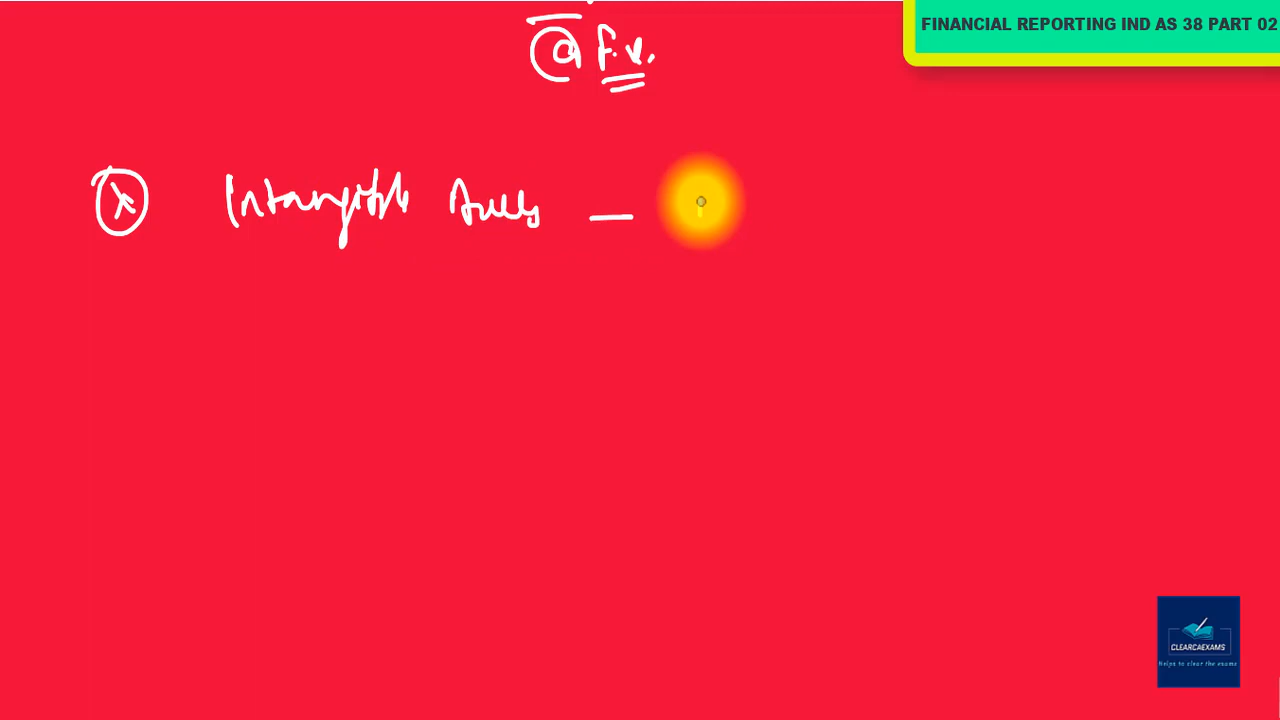 FINANCIAL REPORTING IND AS 38 PART 02
@ F.V.
Intangible Assets —
CLEARCAEXAMS
Helps to clear the exams